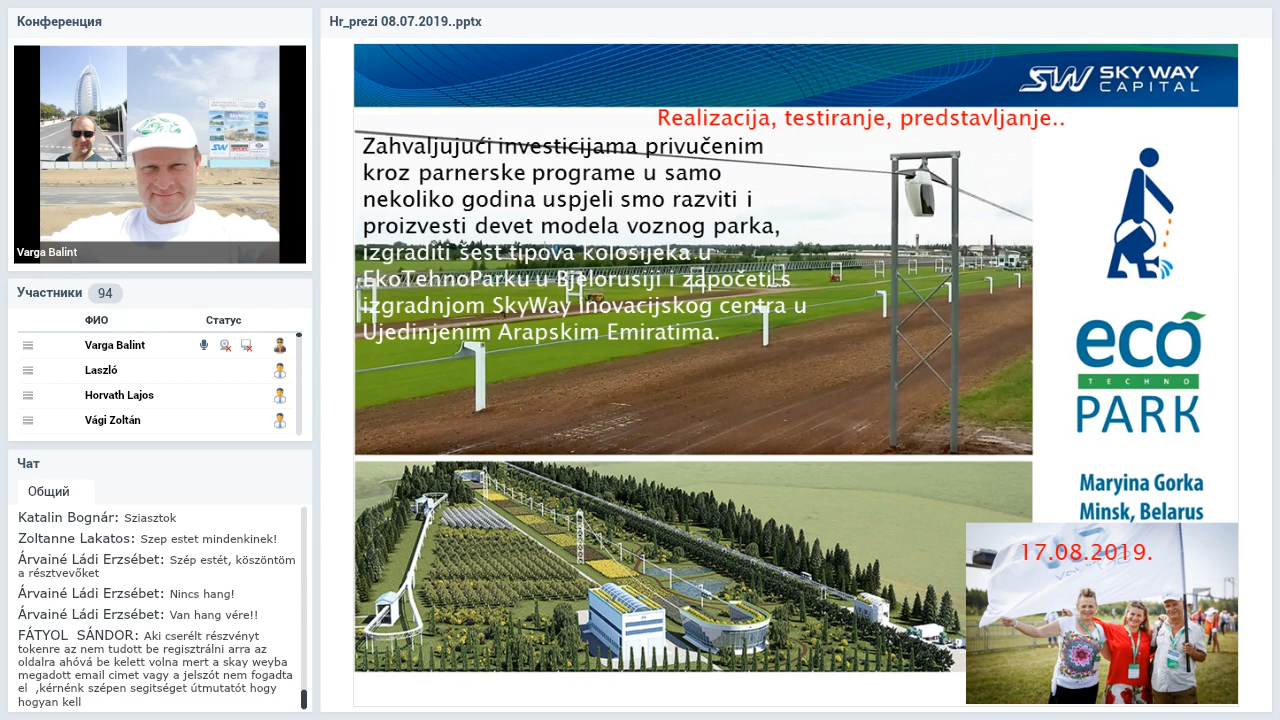 Конференция
Varga Balint
Участники 94
ФИО Статус
Varga Balint
Laszló
Horvath Lajos
Vági Zoltán
Чат
Общий
Katalin Bognár: Sziasztok
Zoltanne Lakatos: Szep estet mindenkinek!
Árvainé Ládi Erzsébet: Szép estét, köszöntöm
a résztvevőket
Árvainé Ládi Erzsébet: Nincs hang!
Árvainé Ládi Erzsébet: Van hang vére!!
FÁTYOL SÁNDOR: Aki cserélt részvényt
tokenre az nem tudott be regisztrálni arra az
oldalra ahóvá be kelett volna mert a skay weyba
megadott email cimet vagy a jelszót nem fogadta
el ,kérnénk szépen segitséget útmutatót hogy
hogyan kell
Hr_prezi 08.07.2019..pptx
SW SKY WAY
CAPITAL
Realizacija, testiranje, predstavljanje..
Zahvaljujući investicijama privučenim
kroz parnerske programe u samo
nekoliko godina uspjeli smo razviti i
proizvesti devet modela voznog parka,
izgraditi šest tipova kolosijeka u
EkoTehnoParku u Bjelorusiji i započeti s
izgradnjom SkyWay inovacijskog centra u
Ujedinjenim Arapskim Emiratima.
eco
TECHNO
PARK
Maryina Gorka
Minsk, Belarus
17.08.2019.